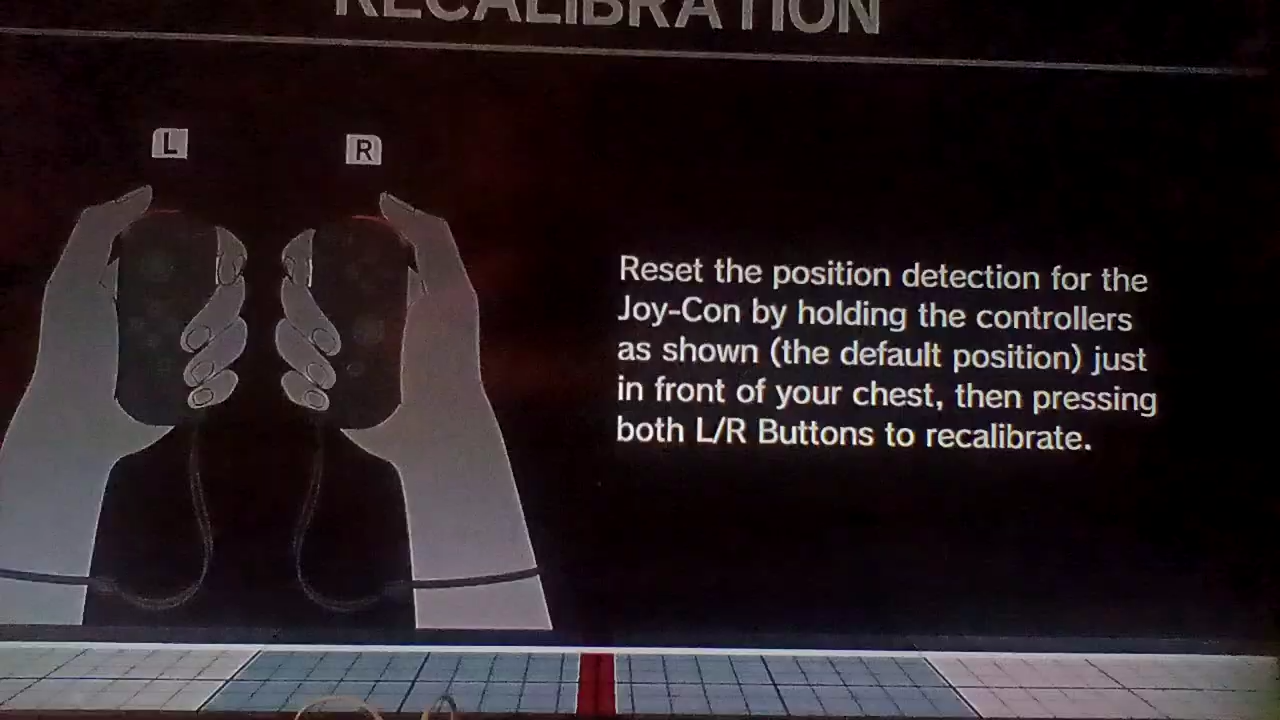 RECALIBRATION
L
R
Reset the position detection for the
Joy-Con by holding the controllers
as shown (the default position) just
in front of your chest, then pressing
both L/R Buttons to recalibrate.